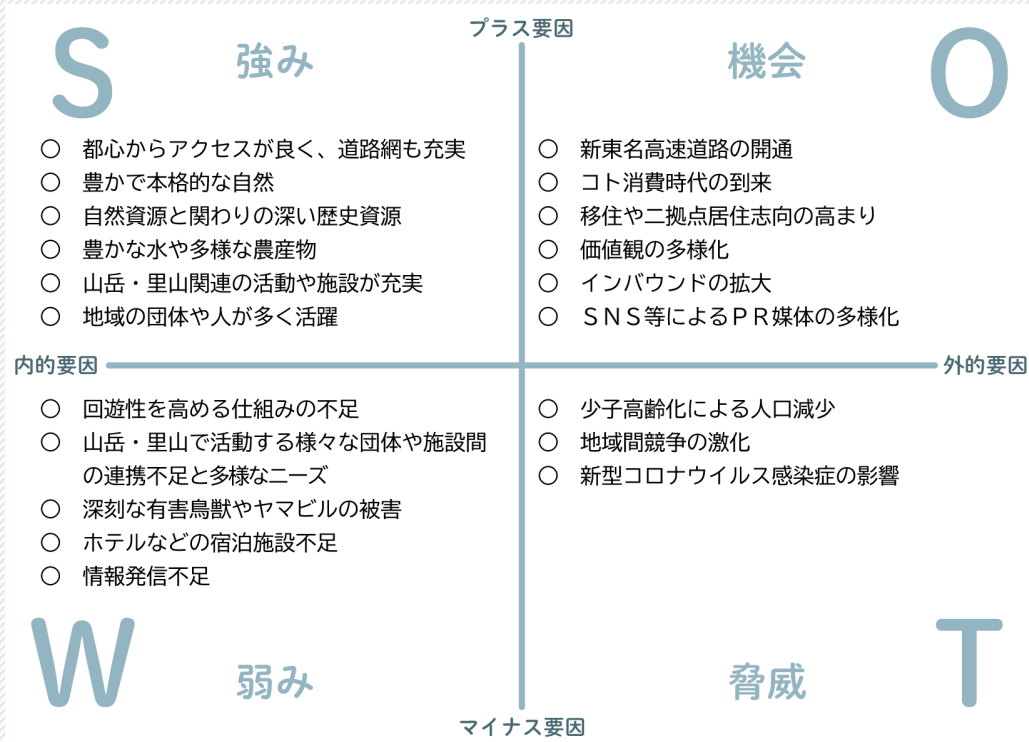 プラス要因
S
強み
○ 都心からアクセスが良く、道路網も充実
○ 豊かで本格的な自然
○ 自然資源と関わりの深い歴史資源
○ 豊かな水や多様な農産物
○ 山岳・里山関連の活動や施設が充実
○ 地域の団体や人が多く活躍
機会
O
○ 新東名高速道路の開通
○ コト消費時代の到来
○ 移住や二拠点居住志向の高まり
○ 価値観の多様化
○ インバウンドの拡大
○ ＳＮＳ等によるＰＲ媒体の多様化
内的要因
外的要因
○ 回遊性を高める仕組みの不足
○ 山岳・里山で活動する様々な団体や施設間
の連携不足と多様なニーズ
○ 深刻な有害鳥獣やヤマビルの被害
○ ホテルなどの宿泊施設不足
○ 情報発信不足
W
弱み
○ 少子高齢化による人口減少
○ 地域間競争の激化
○ 新型コロナウイルス感染症の影響
脅威
T
マイナス要因